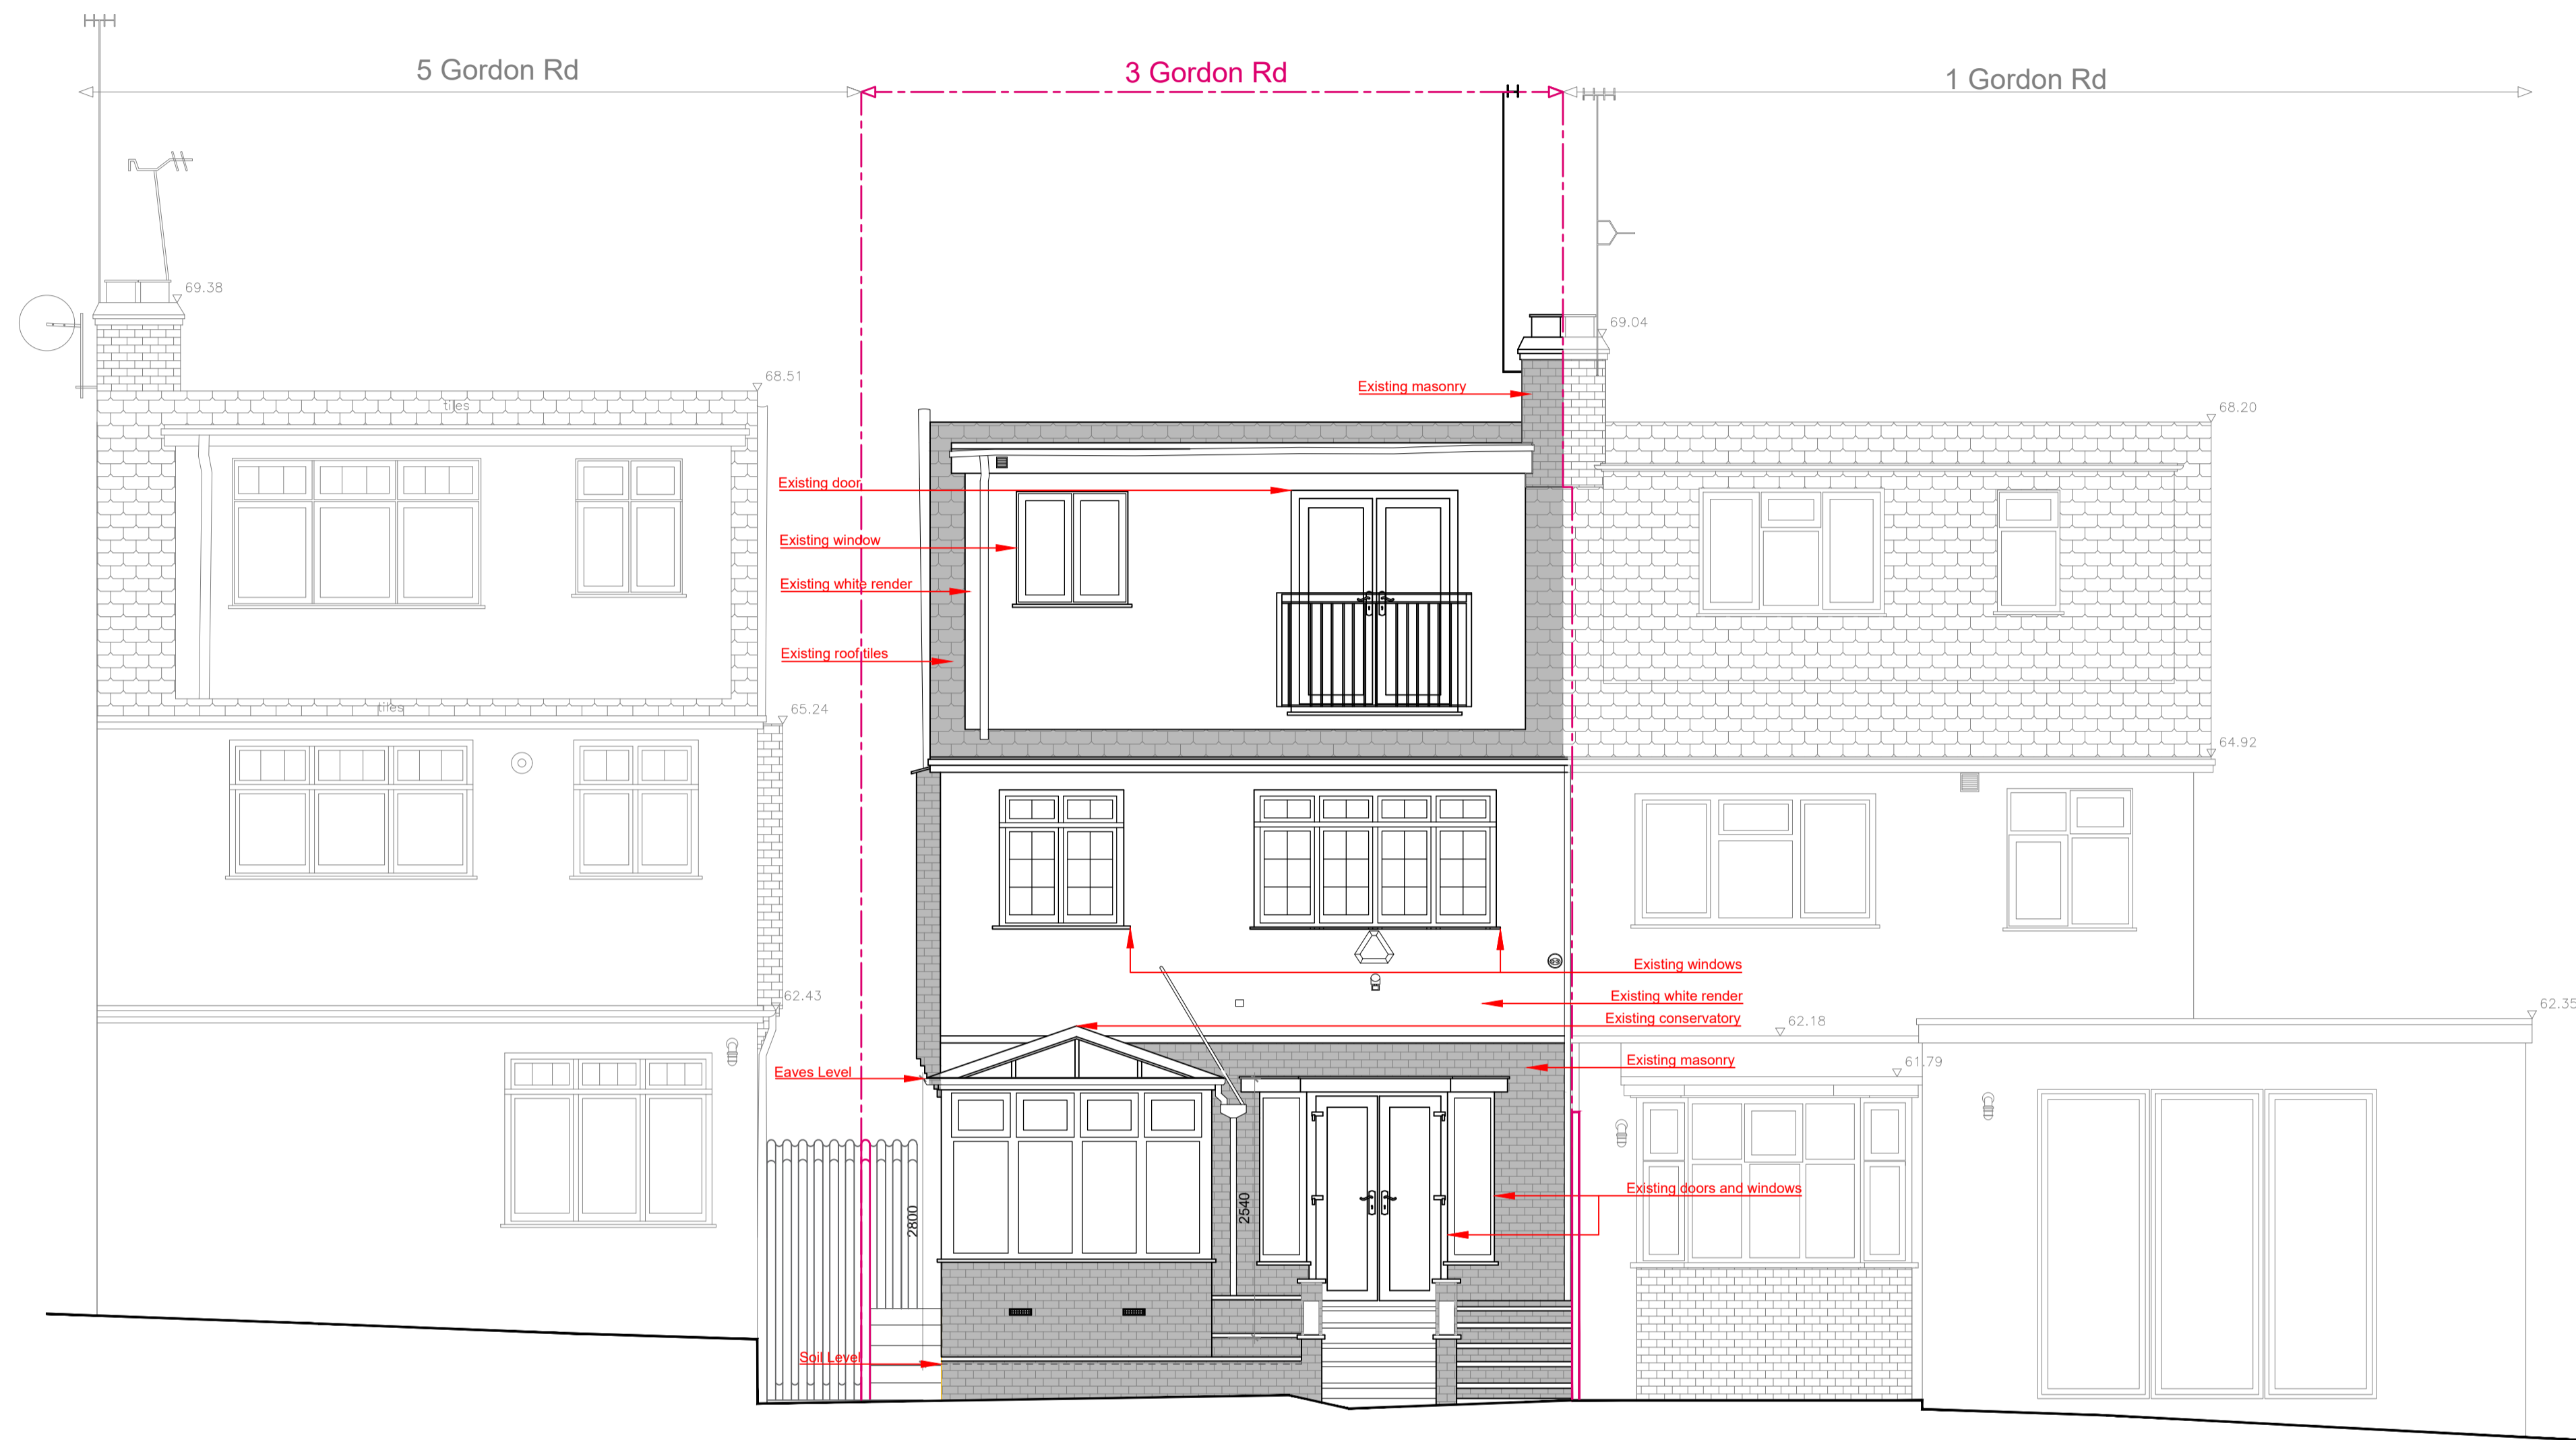 5 Gordon Rd
3 Gordon Rd
1 Gordon Rd
69.38
69.04
68.51
tiles
Existing masonry
68.20
Existing door
Existing window
Existing white render
Existing roof tiles
tiles
65.24
64.92
Existing windows
62.43
Existing white render
62.35
Existing conservatory
62.18
Existing masonry
61.79
Eaves Level
Existing doors and windows
2800
2540
Soil Level